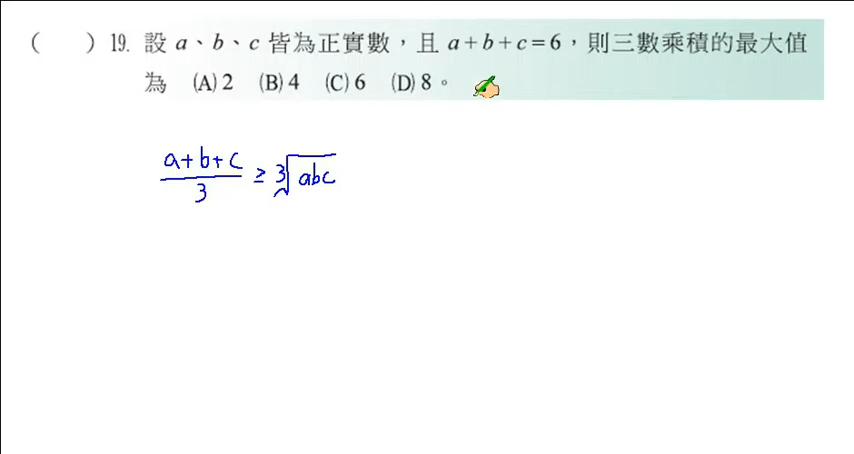 ( ) 19. 設 a、b、c 皆為正實數，且 a+b+c=6，則三數乘積的最大值
為 (A) 2 (B) 4 (C) 6 (D) 8。
(a+b+c)/3 ≥ ∛(abc)